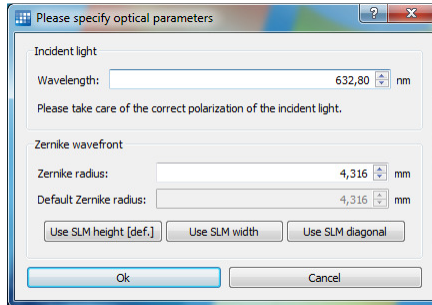 Please specify optical parameters
Incident light
Wavelength: 632,80 nm
Please take care of the correct polarization of the incident light.
Zernike wavefront
Zernike radius: 4,316 mm
Default Zernike radius: 4,316 mm
Use SLM height [def.] Use SLM width Use SLM diagonal
Ok Cancel